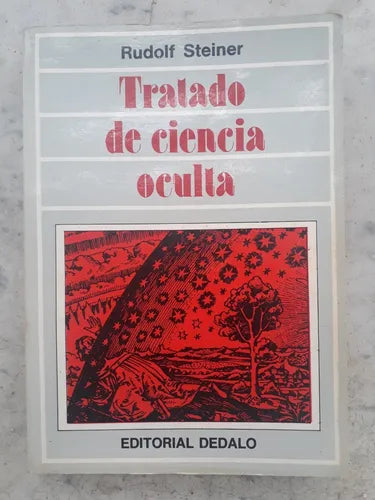 Rudolf Steiner
Tratado
de ciencia
oculta
EDITORIAL DEDALO